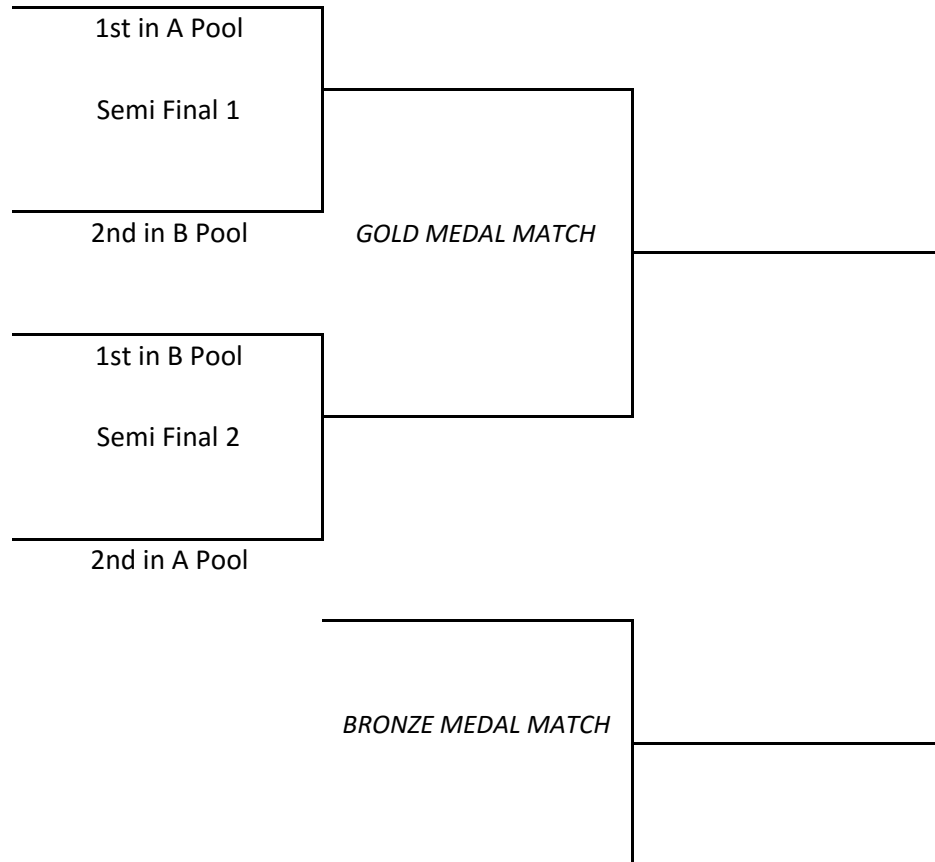 1st in A Pool
Semi Final 1
2nd in B Pool
GOLD MEDAL MATCH
1st in B Pool
Semi Final 2
2nd in A Pool
BRONZE MEDAL MATCH